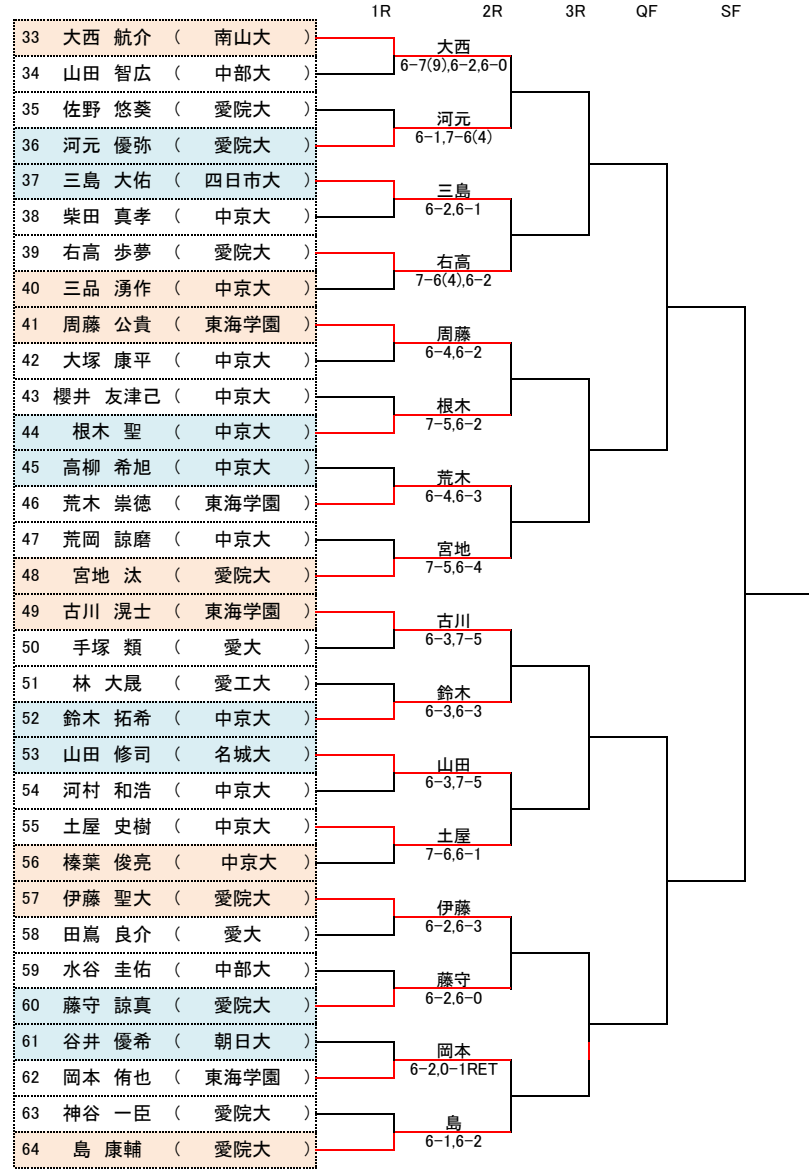 1R 2R 3R QF SF
33 大西 航介 ( 南山大 )
34 山田 智広 ( 中部大 )
35 佐野 悠葵 ( 愛院大 )
36 河元 優弥 ( 愛院大 )
37 三島 大佑 ( 四日市大 )
38 柴田 真孝 ( 中京大 )
39 右高 歩夢 ( 愛院大 )
40 三品 湧作 ( 中京大 )
41 周藤 公貴 ( 東海学園 )
42 大塚 康平 ( 中京大 )
43 櫻井 友津己 ( 中京大 )
44 根木 聖 ( 中京大 )
45 高柳 希旭 ( 中京大 )
46 荒木 崇徳 ( 東海学園 )
47 荒岡 諒磨 ( 中京大 )
48 宮地 汰 ( 愛院大 )
49 古川 滉士 ( 東海学園 )
50 手塚 類 ( 愛大 )
51 林 大晟 ( 愛工大 )
52 鈴木 拓希 ( 中京大 )
53 山田 修司 ( 名城大 )
54 河村 和浩 ( 中京大 )
55 土屋 史樹 ( 中京大 )
56 榛葉 俊亮 ( 中京大 )
57 伊藤 聖大 ( 愛院大 )
58 田嶌 良介 ( 愛大 )
59 水谷 圭佑 ( 中部大 )
60 藤守 諒真 ( 愛院大 )
61 谷井 優希 ( 朝日大 )
62 岡本 侑也 ( 東海学園 )
63 神谷 一臣 ( 愛院大 )
64 島 康輔 ( 愛院大 )
大西
6-7(9),6-2,6-0
河元
6-1,7-6(4)
三島
6-2,6-1
右高
7-6(4),6-2
周藤
6-4,6-2
根木
7-5,6-2
荒木
6-4,6-3
宮地
7-5,6-4
古川
6-3,7-5
鈴木
6-3,6-3
山田
6-3,7-5
土屋
7-6,6-1
伊藤
6-2,6-3
藤守
6-2,6-0
岡本
6-2,0-1RET
島
6-1,6-2